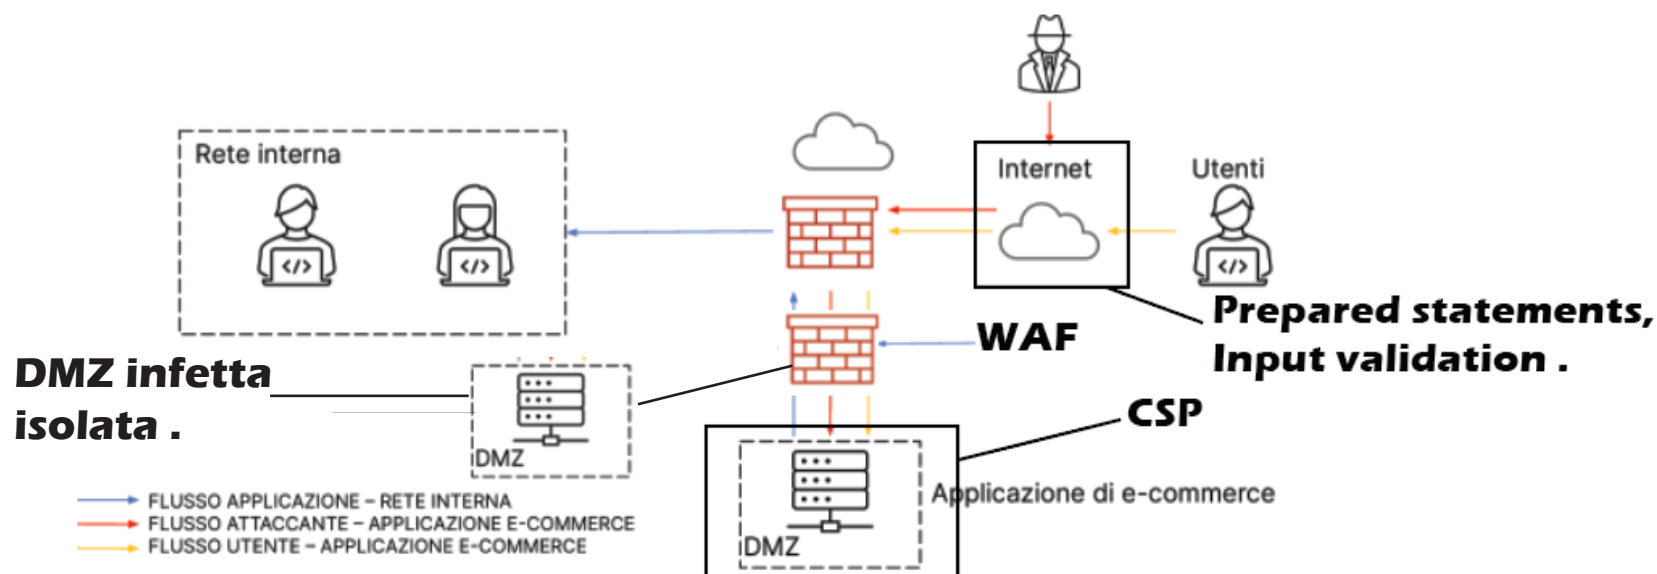 Rete interna
Internet
Utenti
</>
</>
</>
Prepared statements,
Input validation .
WAF
DMZ infetta
isolata .
CSP
DMZ
Applicazione di e-commerce
DMZ
FLUSSO APPLICAZIONE – RETE INTERNA
FLUSSO ATTACCANTE – APPLICAZIONE E-COMMERCE
FLUSSO UTENTE – APPLICAZIONE E-COMMERCE